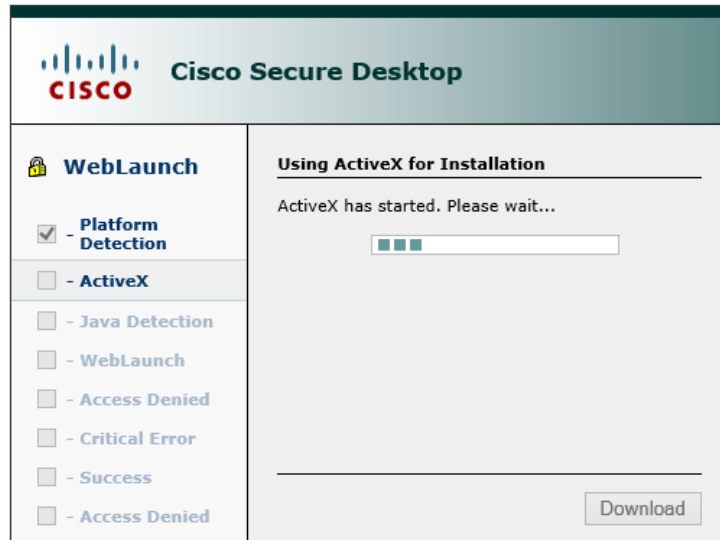 CISCO
Cisco Secure Desktop
WebLaunch
- Platform
Detection
- ActiveX
- Java Detection
- WebLaunch
- Access Denied
- Critical Error
- Success
- Access Denied
Using ActiveX for Installation
ActiveX has started. Please wait...
Download